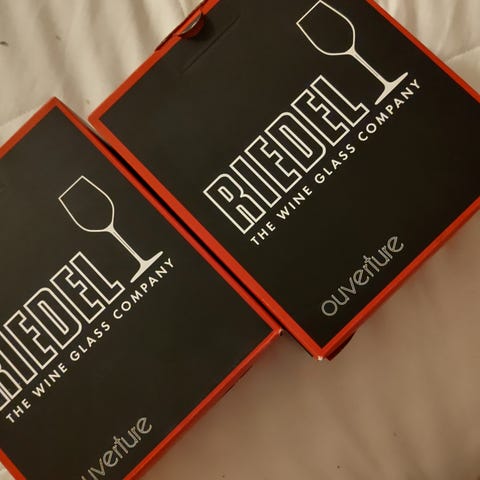 RIEDEL
THE WINE GLASS COMPANY
ouverture
RIEDEL
THE WINE GLASS COMPANY
ouverture